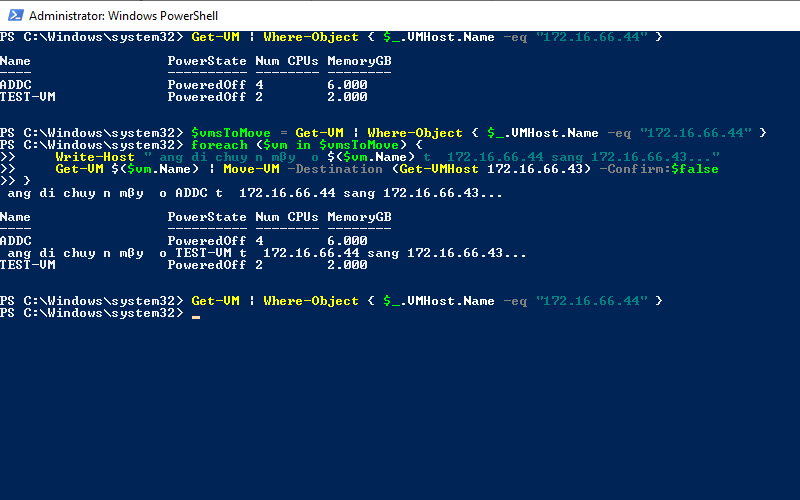 Administrator: Windows PowerShell
PS C:\Windows\system32> Get-VM | Where-Object { $_.VMHost.Name -eq "172.16.66.44" }
Name                 PowerState Num CPUs MemoryGB
----                 ---------- -------- --------
ADDC                 PoweredOff 4        6.000
TEST-VM              PoweredOff 2        2.000
PS C:\Windows\system32> $vmsToMove = Get-VM | Where-Object { $_.VMHost.Name -eq "172.16.66.44" }
PS C:\Windows\system32> foreach ($vm in $vmsToMove) {
>>     Write-Host " ang di chuy n mβy  o $($vm.Name) t  172.16.66.44 sang 172.16.66.43..."
>>     Get-VM $($vm.Name) | Move-VM -Destination (Get-VMHost 172.16.66.43) -Confirm:$false
>> }
 ang di chuy n mβy  o ADDC t  172.16.66.44 sang 172.16.66.43...
Name                 PowerState Num CPUs MemoryGB
----                 ---------- -------- --------
ADDC                 PoweredOff 4        6.000
 ang di chuy n mβy  o TEST-VM t  172.16.66.44 sang 172.16.66.43...
TEST-VM              PoweredOff 2        2.000
PS C:\Windows\system32> Get-VM | Where-Object { $_.VMHost.Name -eq "172.16.66.44" }
PS C:\Windows\system32> _